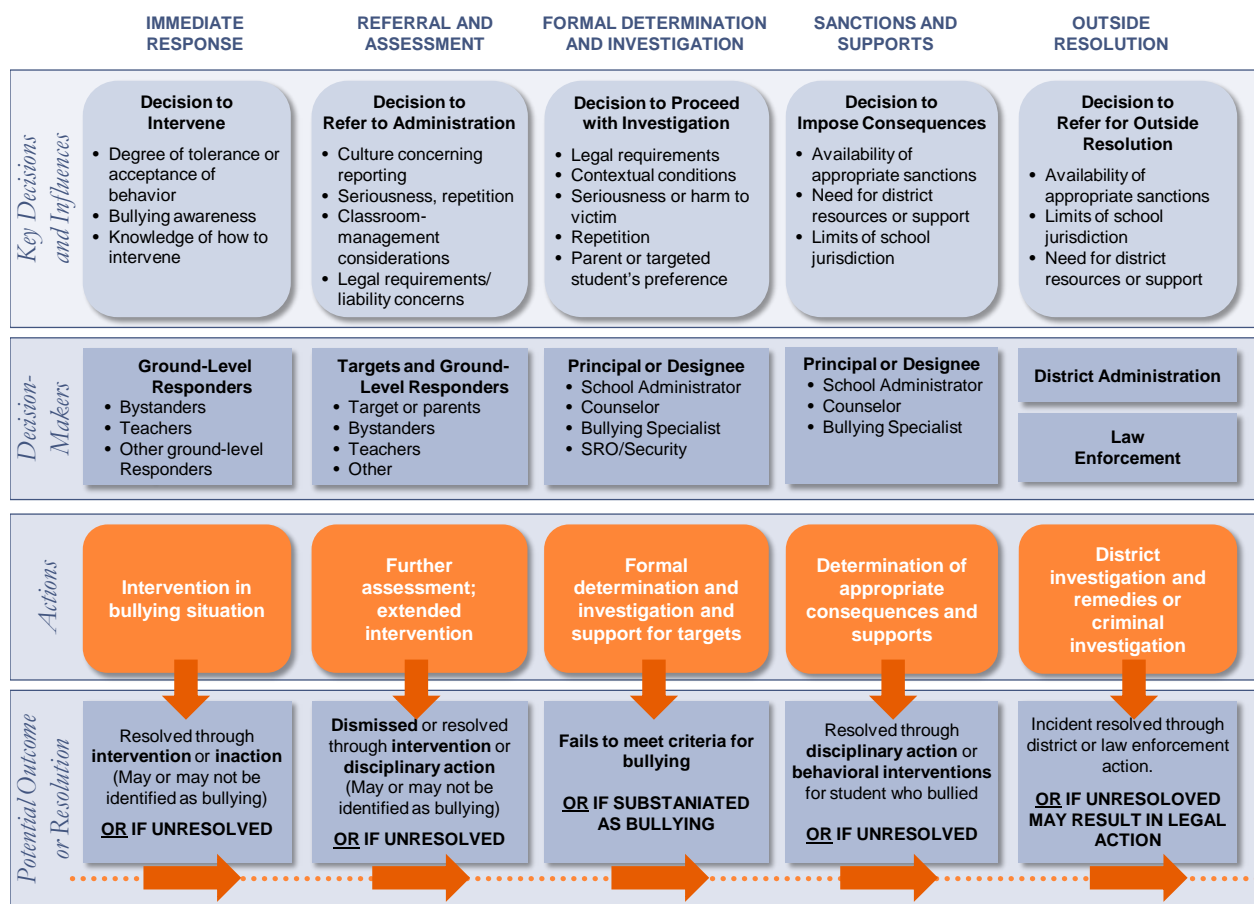 IMMEDIATE
RESPONSE
REFERRAL AND
ASSESSMENT
FORMAL DETERMINATION
AND INVESTIGATION
SANCTIONS AND
SUPPORTS
OUTSIDE
RESOLUTION
Key Decisions
and Influences
Decision to
Intervene
• Degree of tolerance or
acceptance of
behavior
• Bullying awareness
• Knowledge of how to
intervene
Decision to
Refer to Administration
• Culture concerning
reporting
• Seriousness, repetition
• Classroom-
management
considerations
• Legal requirements/
liability concerns
Decision to Proceed
with Investigation
• Legal requirements
• Contextual conditions
• Seriousness or harm to
victim
• Repetition
• Parent or targeted
student's preference
Decision to
Impose Consequences
• Availability of
appropriate sanctions
• Need for district
resources or support
• Limits of school
jurisdiction
Decision to
Refer for Outside
Resolution
• Availability of
appropriate sanctions
• Limits of school
jurisdiction
• Need for district
resources or support
Decision-
Makers
Ground-Level
Responders
• Bystanders
• Teachers
• Other ground-level
Responders
Targets and Ground-
Level Responders
• Target or parents
• Bystanders
• Teachers
• Other
Principal or Designee
• School Administrator
• Counselor
• Bullying Specialist
• SRO/Security
Principal or Designee
• School Administrator
• Counselor
• Bullying Specialist
District Administration
Law
Enforcement
Actions
Intervention in
bullying situation
Further
assessment;
extended
intervention
Formal
determination and
investigation and
support for targets
Determination of
appropriate
consequences and
supports
District
investigation and
remedies or
criminal
investigation
Potential Outcome
or Resolution
Resolved through
intervention or inaction
(May or may not be
identified as bullying)
OR IF UNRESOLVED
Dismissed or resolved
through intervention or
disciplinary action
(May or may not be
identified as bullying)
OR IF UNRESOLVED
Fails to meet criteria for
bullying
OR IF SUBSTANIATED
AS BULLYING
Resolved through
disciplinary action or
behavioral interventions
for student who bullied
OR IF UNRESOLVED
Incident resolved through
district or law enforcement
action.
OR IF UNRESOLOVED
MAY RESULT IN LEGAL
ACTION